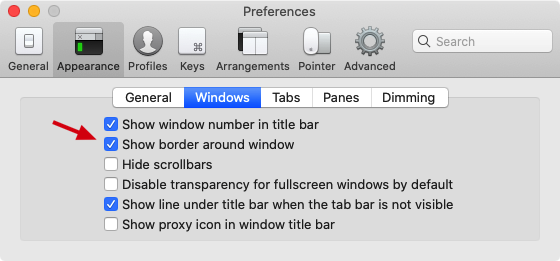 Preferences
General Appearance Profiles Keys Arrangements Pointer Advanced Search
General Windows Tabs Panes Dimming
Show window number in title bar
Show border around window
Hide scrollbars
Disable transparency for fullscreen windows by default
Show line under title bar when the tab bar is not visible
Show proxy icon in window title bar